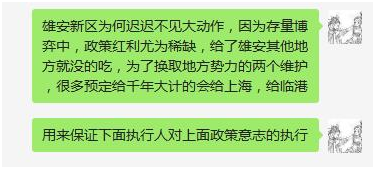 雄安新区为何迟迟不见大动作，因为存量博
弈中，政策红利尤为稀缺，给了雄安其他地
方就没的吃，为了换取地方势力的两个维护
，很多预定给千年大计的会给上海，给临港
用来保证下面执行人对上面政策意志的执行